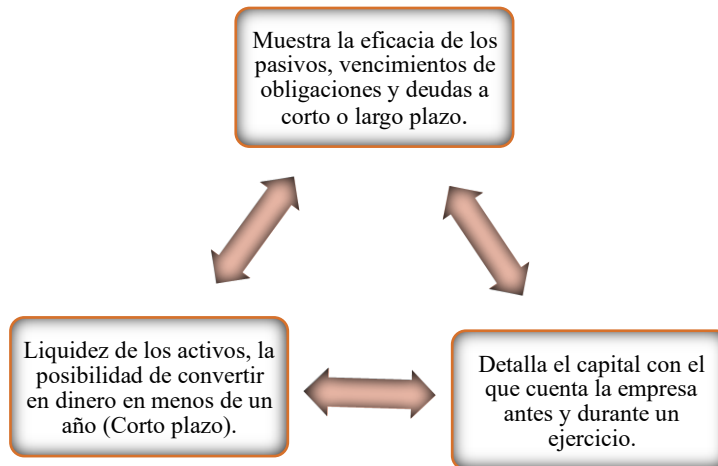 Muestra la eficacia de los
pasivos, vencimientos de
obligaciones y deudas a
corto o largo plazo.
Liquidez de los activos, la
posibilidad de convertir
en dinero en menos de un
año (Corto plazo).
Detalla el capital con el
que cuenta la empresa
antes y durante un
ejercicio.